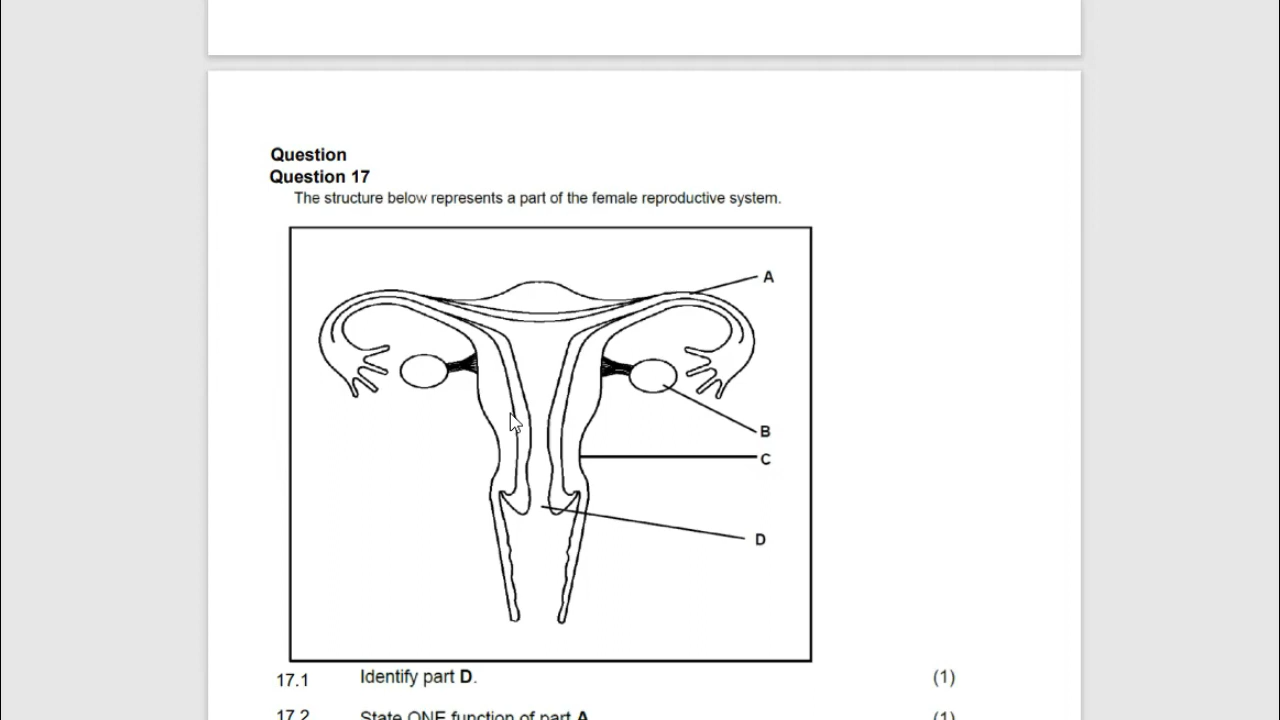 Question
Question 17
The structure below represents a part of the female reproductive system.
A
B
C
D
17.1 Identify part D. (1)
17.2 State ONE function of part A (1)